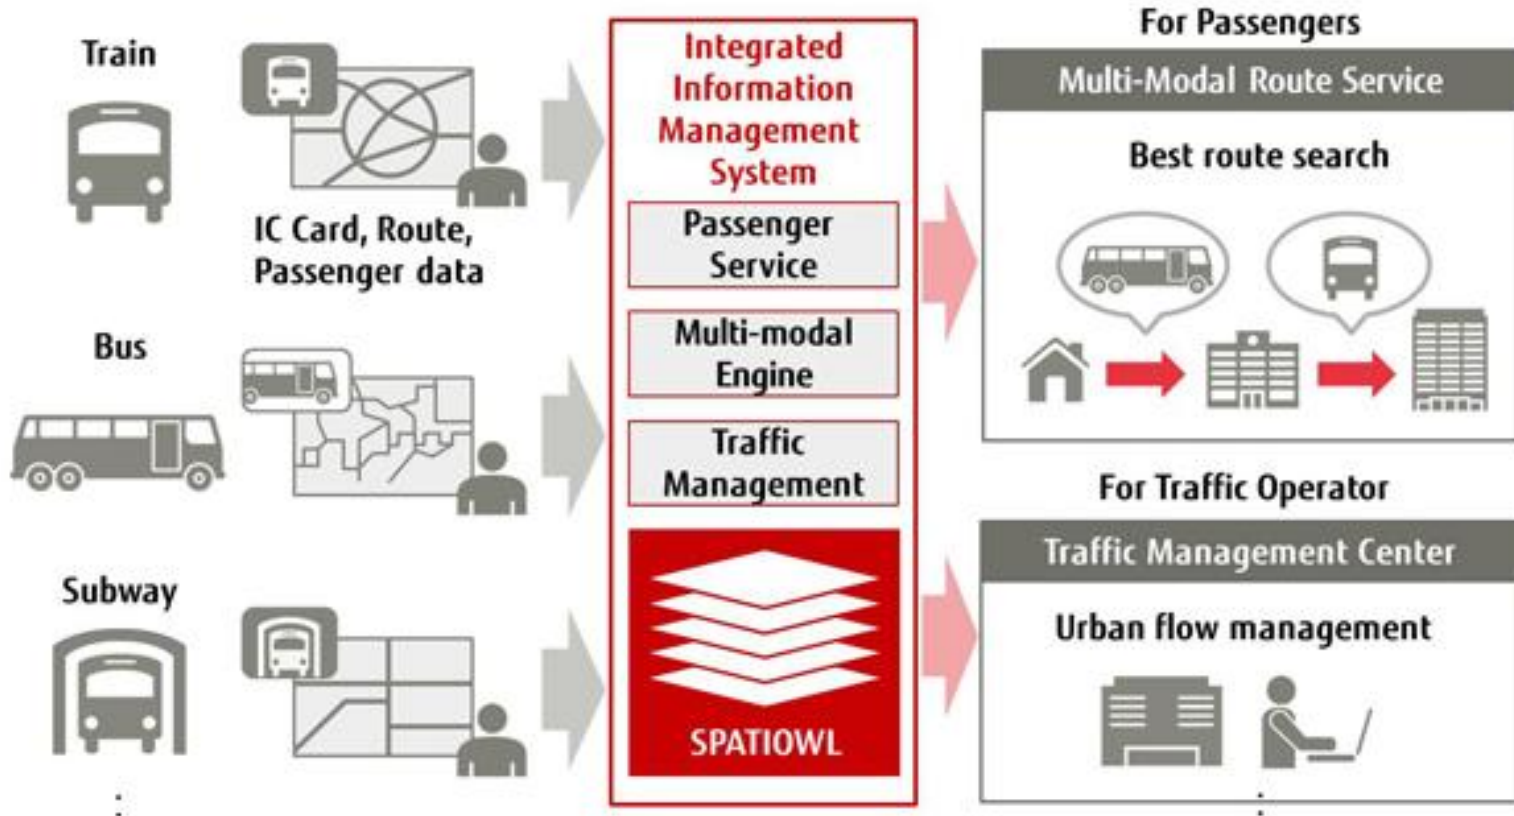 Train
IC Card, Route,
Passenger data
Bus
Subway
Integrated
Information
Management
System
Passenger
Service
Multi-modal
Engine
Traffic
Management
SPATIOWL
For Passengers
Multi-Modal Route Service
Best route search
For Traffic Operator
Traffic Management Center
Urban flow management